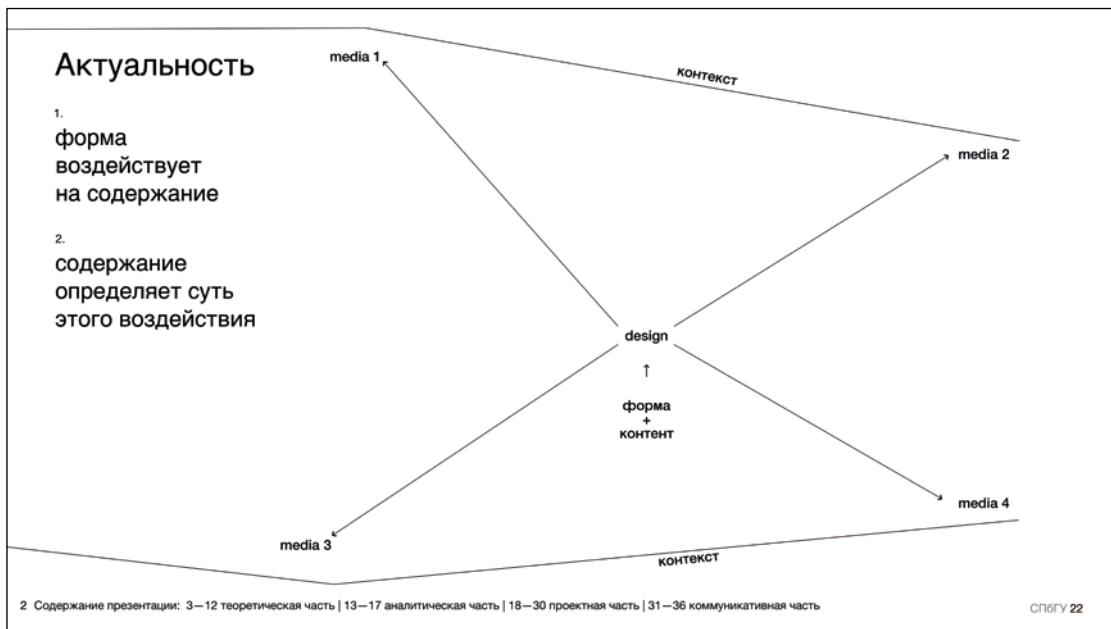 Актуальность
1.
форма
воздействует
на содержание
2.
содержание
определяет суть
этого воздействия
media 1
контекст
media 2
design
↑
форма
+
контент
media 3
media 4
контекст
2 Содержание презентации: 3—12 теоретическая часть | 13—17 аналитическая часть | 18—30 проектная часть | 31—36 коммуникативная часть
СПбГУ 22